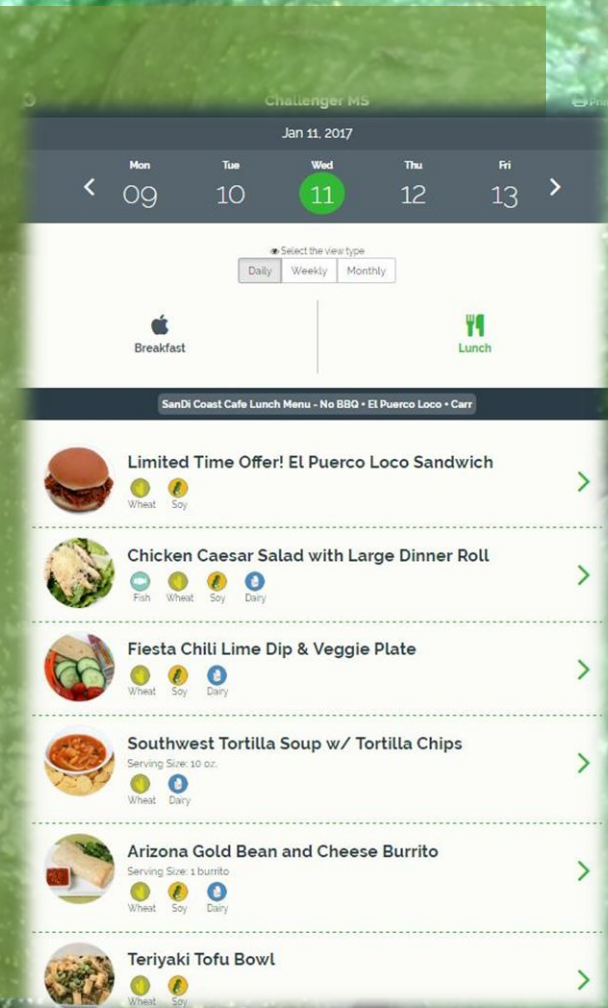 Challenger MS
Jan 11, 2017
Mon Tue Wed Thu Fri
09 10 11 12 13
Select the view type
Daily Weekly Monthly
Breakfast Lunch
SanDi Coast Cafe Lunch Menu - No BBQ • El Puerco Loco • Carr
Limited Time Offer! El Puerco Loco Sandwich
Wheat Soy
Chicken Caesar Salad with Large Dinner Roll
Fish Wheat Soy Dairy
Fiesta Chili Lime Dip & Veggie Plate
Wheat Soy Dairy
Southwest Tortilla Soup w/ Tortilla Chips
Serving Size: 10 oz.
Wheat Dairy
Arizona Gold Bean and Cheese Burrito
Serving Size: 1 burrito
Wheat Soy Dairy
Teriyaki Tofu Bowl
Wheat Soy